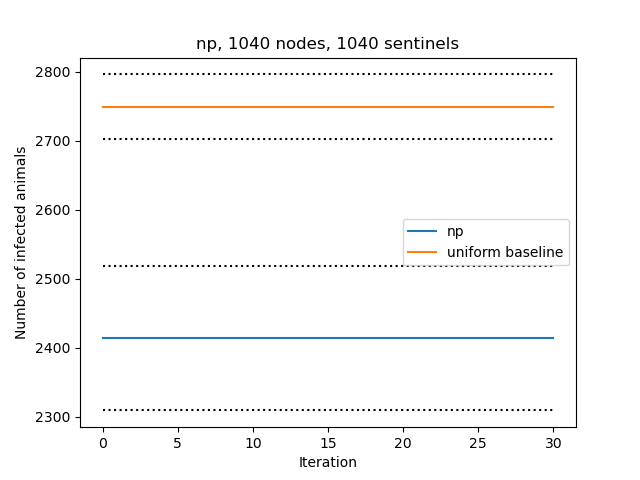 np, 1040 nodes, 1040 sentinels
2800
2700
2600
2500
2400
2300
Number of infected animals
np
uniform baseline
0 5 10 15 20 25 30
Iteration